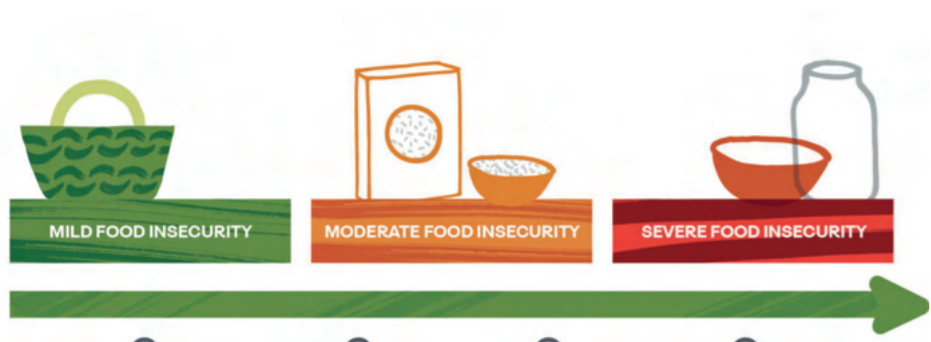 MILD FOOD INSECURITY
MODERATE FOOD INSECURITY
SEVERE FOOD INSECURITY